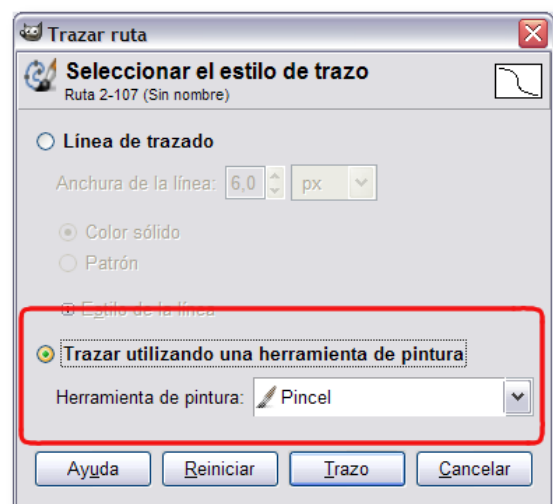 Trazar ruta
Seleccionar el estilo de trazo
Ruta 2-107 (Sin nombre)
Línea de trazado
Anchura de la línea: 6,0 px
Color sólido
Patrón
Estilo de la línea
Trazar utilizando una herramienta de pintura
Herramienta de pintura: Pincel
Ayuda Reiniciar Trazo Cancelar